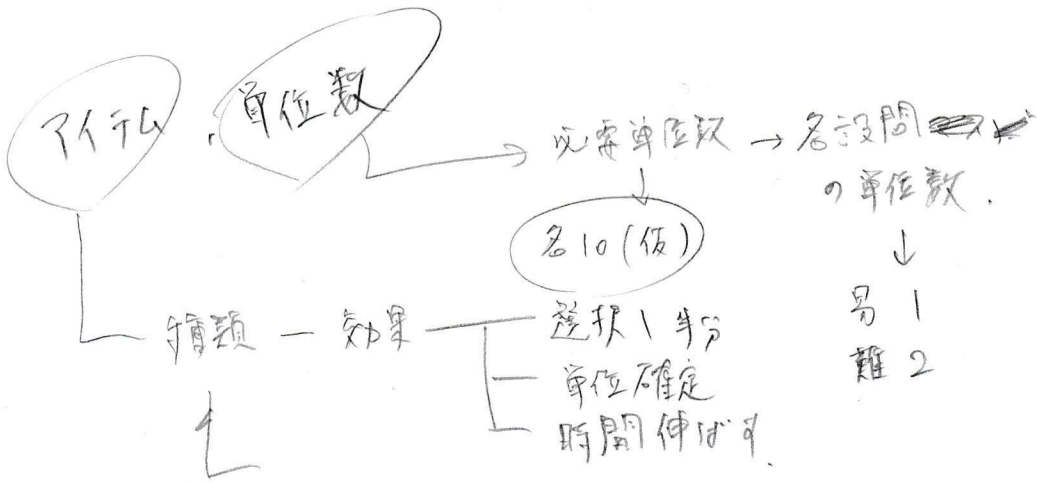 アイテム
単位数
必要単位数 → 各設問
の単位数.
↓
↓
各10(仮)
易 1
難 2
種類 ― 効果
選択\半分
単位確定
時間伸ばす.